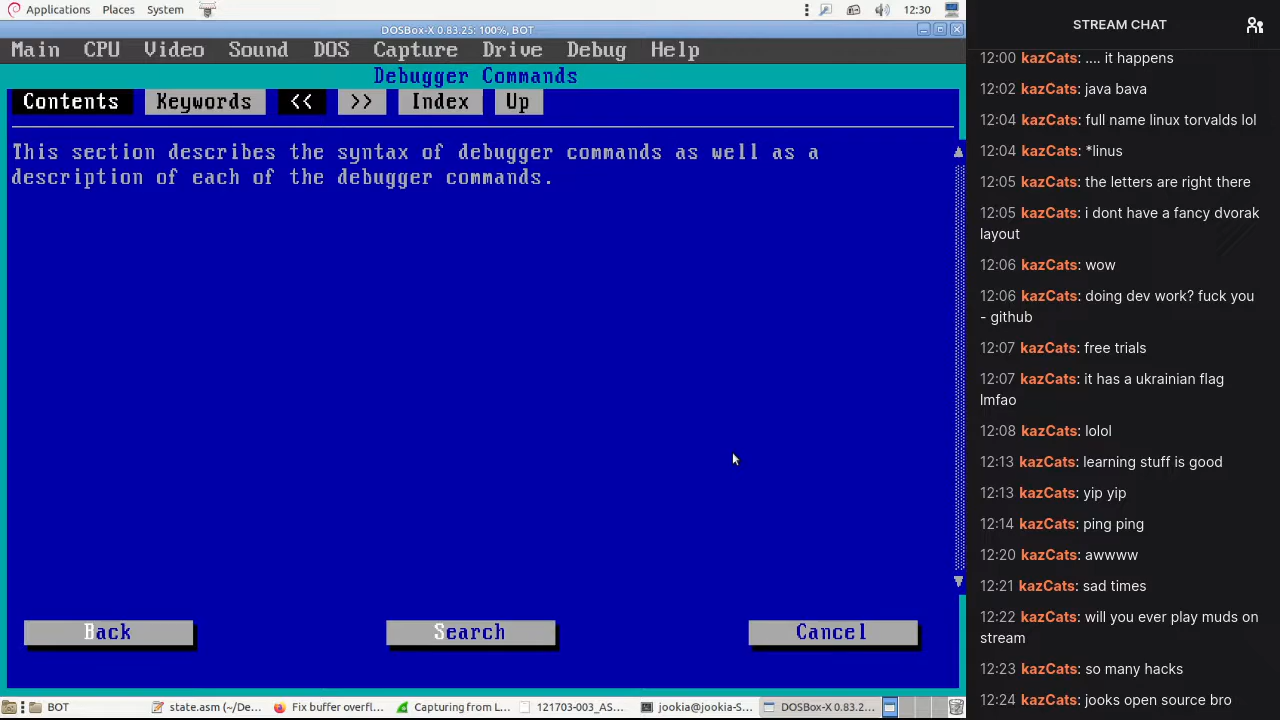 Applications Places System 12:30
DOSBox-X 0.83.25: 100%, BOT
Main CPU Video Sound DOS Capture Drive Debug Help
Debugger Commands
Contents Keywords << >> Index Up
This section describes the syntax of debugger commands as well as a
description of each of the debugger commands.
Back Search Cancel
BOT state.asm (~/De... Fix buffer overfl... Capturing from L... 121703-003_AS... jookia@jookia-S... DOSBox-X 0.83.2...
STREAM CHAT
12:00 kazCats: .... it happens
12:02 kazCats: java bava
12:04 kazCats: full name linux torvalds lol
12:04 kazCats: *linus
12:05 kazCats: the letters are right there
12:05 kazCats: i dont have a fancy dvorak
layout
12:06 kazCats: wow
12:06 kazCats: doing dev work? fuck you
- github
12:07 kazCats: free trials
12:07 kazCats: it has a ukrainian flag
lmfao
12:08 kazCats: lolol
12:13 kazCats: learning stuff is good
12:13 kazCats: yip yip
12:14 kazCats: ping ping
12:20 kazCats: awwww
12:21 kazCats: sad times
12:22 kazCats: will you ever play muds on
stream
12:23 kazCats: so many hacks
12:24 kazCats: jooks open source bro